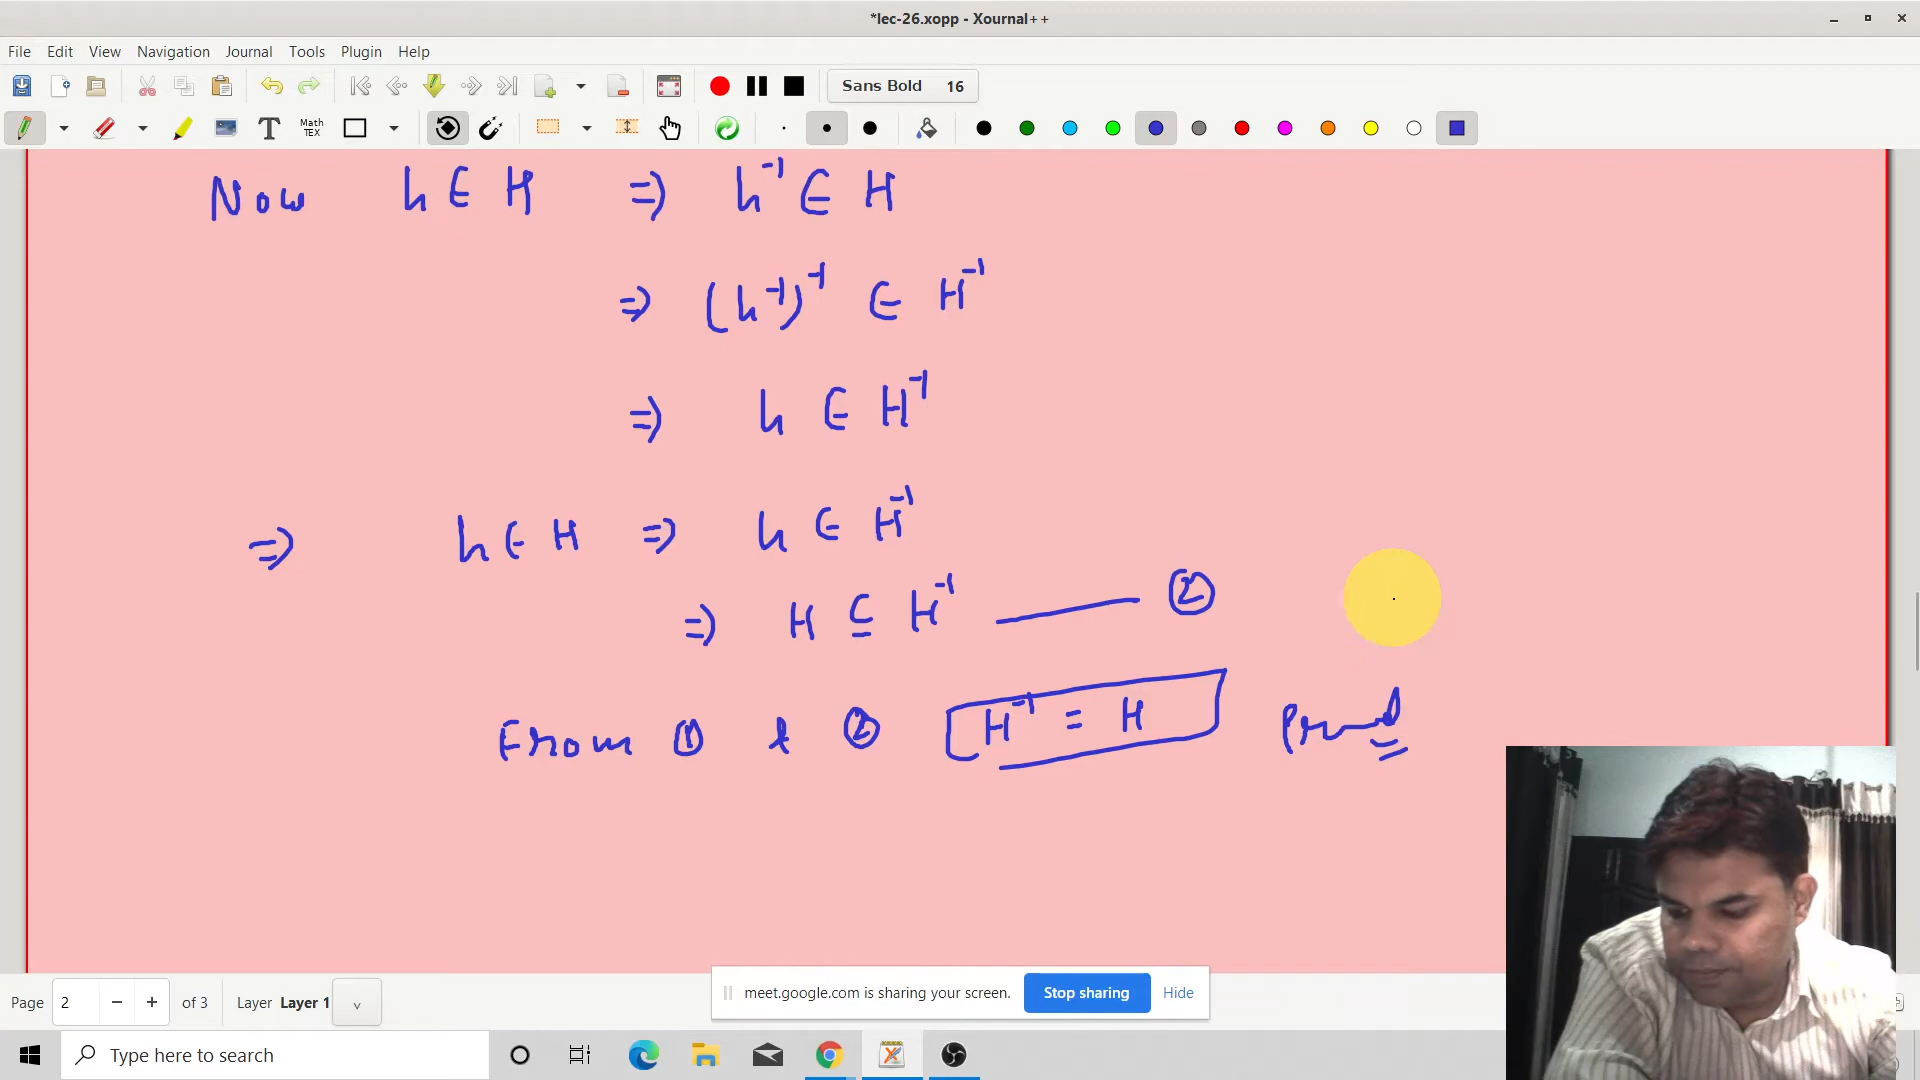 *lec-26.xopp - Xournal++
File Edit View Navigation Journal Tools Plugin Help
Sans Bold 16
Math TEX
Now h ∈ H ⇒ h⁻¹ ∈ H
⇒ (h⁻¹)⁻¹ ∈ H⁻¹
⇒ h ∈ H⁻¹
⇒ h ∈ H ⇒ h ∈ H⁻¹
⇒ H ⊆ H⁻¹ —— ②
From ① & ② H⁻¹ = H Proved
meet.google.com is sharing your screen. Stop sharing Hide
Page 2 of 3 Layer Layer 1
Type here to search